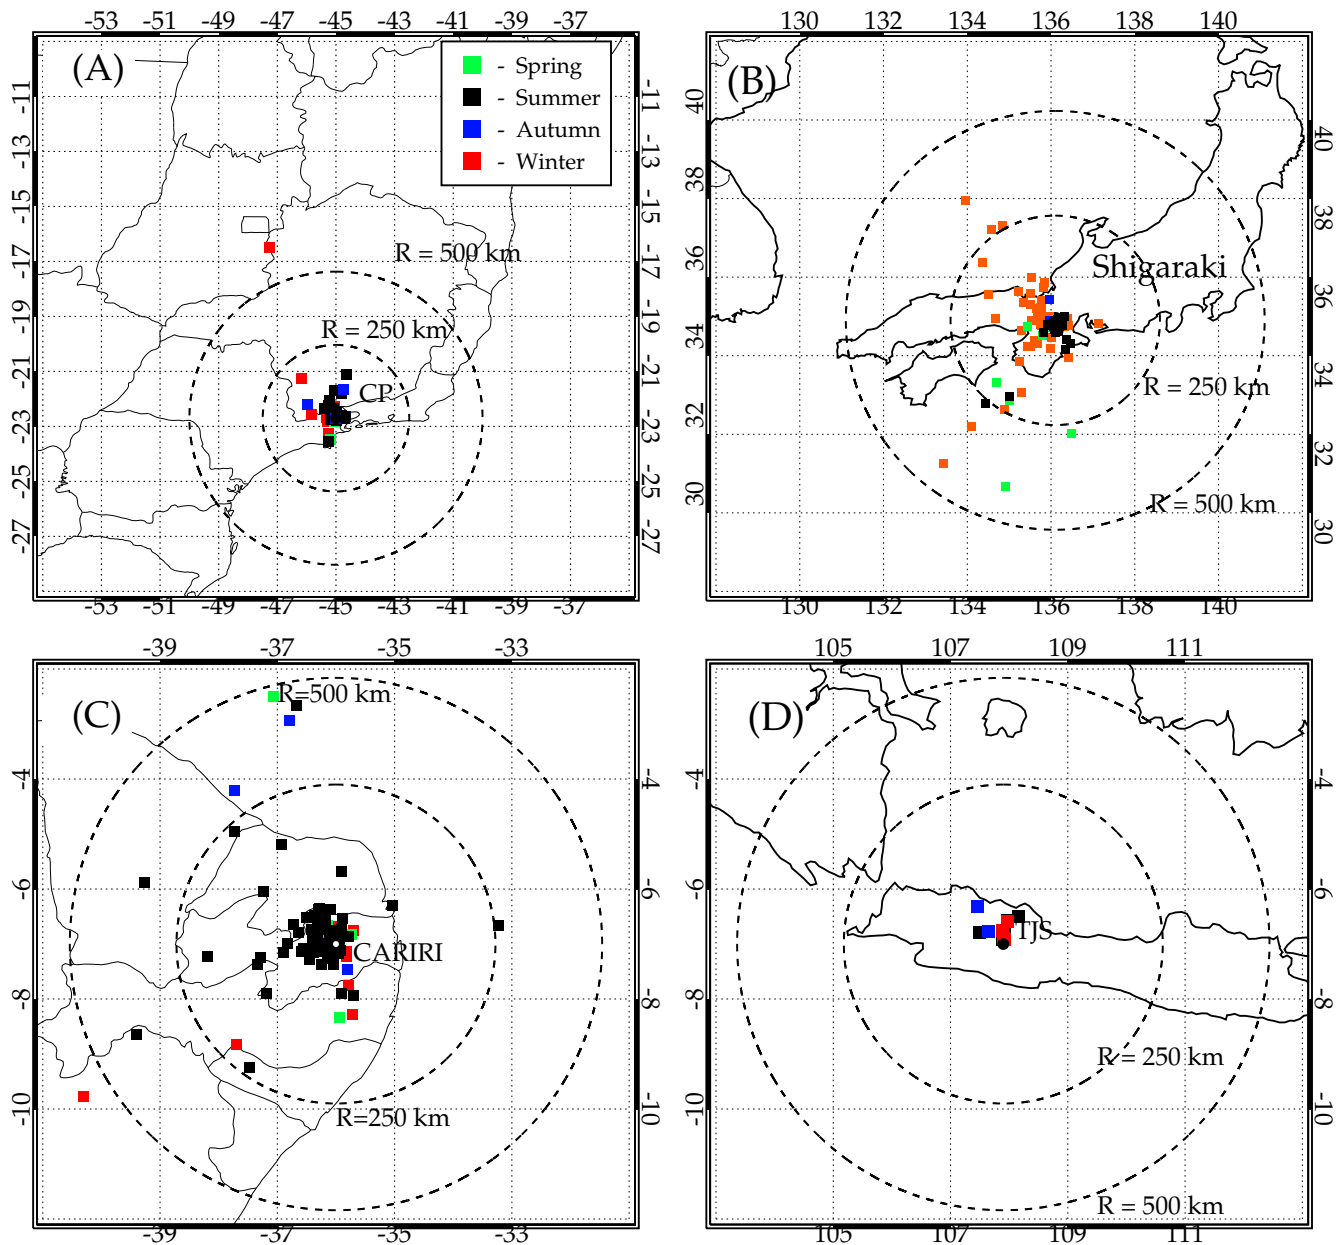 -53 -51 -49 -47 -45 -43 -41 -39 -37
(A)
- Spring
- Summer
- Autumn
- Winter
-11 -13 -15 -17 -19 -21 -23 -25 -27
-11 -13 -15 -17 -19 -21 -23 -25 -27
R = 500 km
R = 250 km
CP
-53 -51 -49 -47 -45 -43 -41 -39 -37
130 132 134 136 138 140
(B)
40 38 36 34 32 30
40 38 36 34 32 30
Shigaraki
R = 250 km
R = 500 km
130 132 134 136 138 140
-39 -37 -35 -33
(C)
R=500 km
-4 -6 -8 -10
-4 -6 -8 -10
CARIRI
R=250 km
-39 -37 -35 -33
105 107 109 111
(D)
-4 -6 -8 -10
-4 -6 -8 -10
TJS
R = 250 km
R = 500 km
105 107 109 111